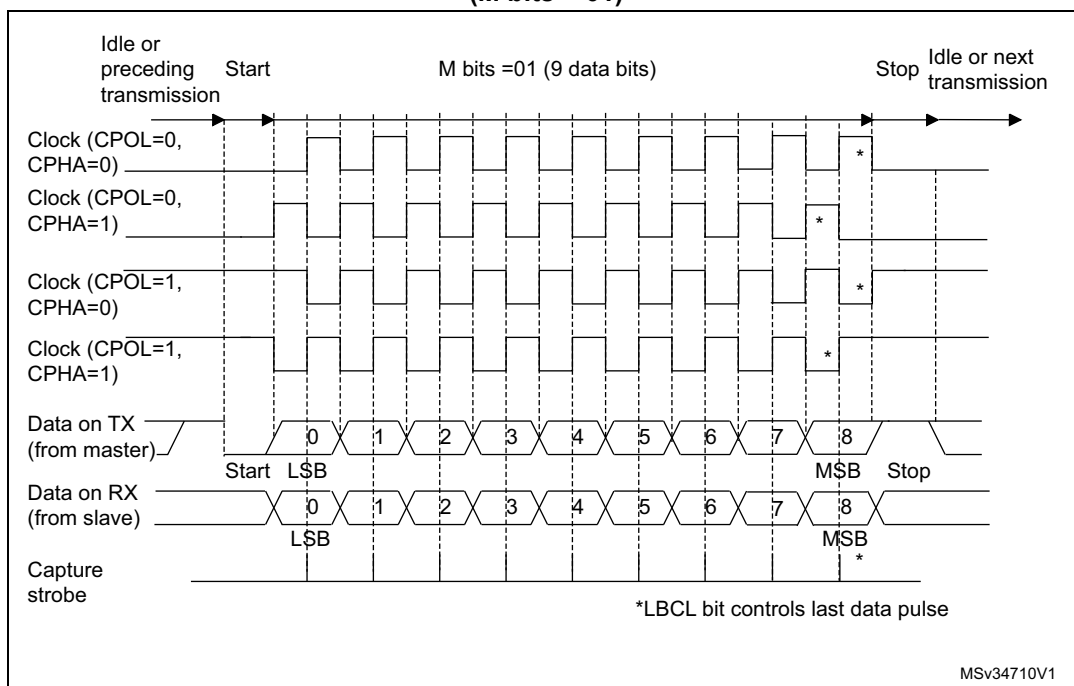 Idle or
preceding
transmission
Start
M bits =01 (9 data bits)
Stop
Idle or next
transmission
Clock (CPOL=0,
CPHA=0)
*
Clock (CPOL=0,
CPHA=1)
*
Clock (CPOL=1,
CPHA=0)
*
Clock (CPOL=1,
CPHA=1)
*
Data on TX
(from master)
0 1 2 3 4 5 6 7 8
Start LSB MSB Stop
Data on RX
(from slave)
0 1 2 3 4 5 6 7 8
LSB MSB
Capture
strobe
*
*LBCL bit controls last data pulse
MSv34710V1